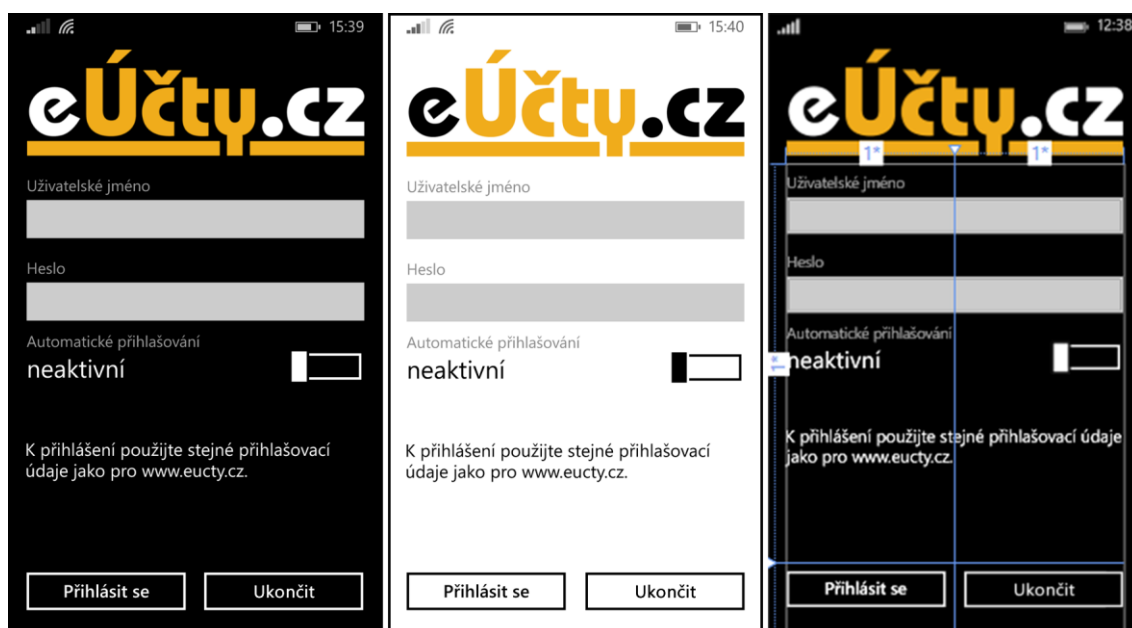 15:39
eÚčty.cz
Uživatelské jméno
Heslo
Automatické přihlašování
neaktivní
K přihlášení použijte stejné přihlašovací
údaje jako pro www.eucty.cz.
Přihlásit se
Ukončit
15:40
eÚčty.cz
Uživatelské jméno
Heslo
Automatické přihlašování
neaktivní
K přihlášení použijte stejné přihlašovací
údaje jako pro www.eucty.cz.
Přihlásit se
Ukončit
12:38
eÚčty.cz
1*
1*
Uživatelské jméno
Heslo
Automatické přihlašování
1*
neaktivní
K přihlášení použijte stejné přihlašovací údaje
jako pro www.eucty.cz.
Přihlásit se
Ukončit